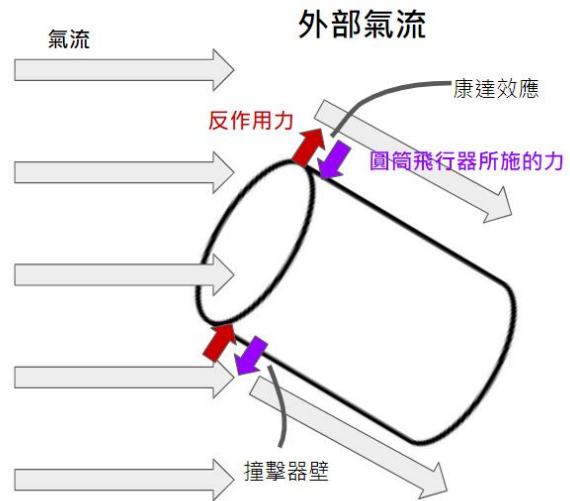 外部氣流
氣流
康達效應
反作用力
圓筒飛行器所施的力
撞擊器壁